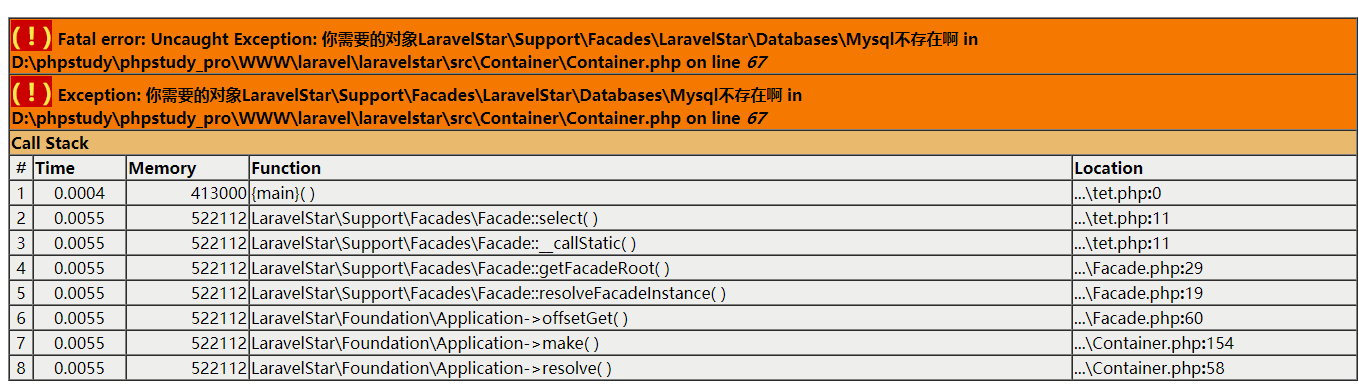 ( ! ) Fatal error: Uncaught Exception: 你需要的对象LaravelStar\Support\Facades\LaravelStar\Databases\Mysql不存在啊 in
D:\phpstudy\phpstudy_pro\WWW\laravel\laravelstar\src\Container\Container.php on line 67
( ! ) Exception: 你需要的对象LaravelStar\Support\Facades\LaravelStar\Databases\Mysql不存在啊 in
D:\phpstudy\phpstudy_pro\WWW\laravel\laravelstar\src\Container\Container.php on line 67
Call Stack
# Time Memory Function Location
1 0.0004 413000 {main}( ) ...\tet.php:0
2 0.0055 522112 LaravelStar\Support\Facades\Facade::select( ) ...\tet.php:11
3 0.0055 522112 LaravelStar\Support\Facades\Facade::__callStatic( ) ...\tet.php:11
4 0.0055 522112 LaravelStar\Support\Facades\Facade::getFacadeRoot( ) ...\Facade.php:29
5 0.0055 522112 LaravelStar\Support\Facades\Facade::resolveFacadeInstance( ) ...\Facade.php:19
6 0.0055 522112 LaravelStar\Foundation\Application->offsetGet( ) ...\Facade.php:60
7 0.0055 522112 LaravelStar\Foundation\Application->make( ) ...\Container.php:154
8 0.0055 522112 LaravelStar\Foundation\Application->resolve( ) ...\Container.php:58